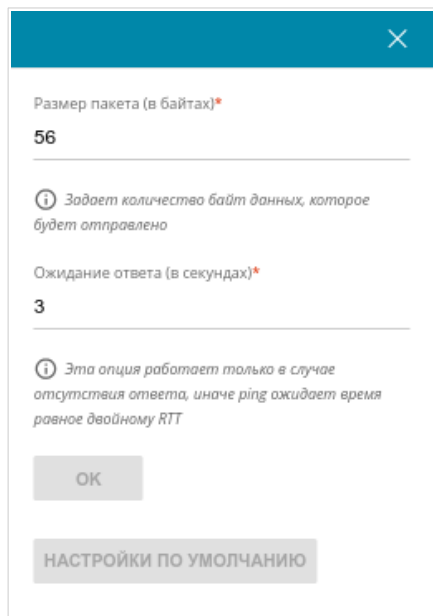 Размер пакета (в байтах)*
56
Задает количество байт данных, которое
будет отправлено
Ожидание ответа (в секундах)*
3
Эта опция работает только в случае
отсутствия ответа, иначе ping ожидает время
равное двойному RTT
ОК
НАСТРОЙКИ ПО УМОЛЧАНИЮ